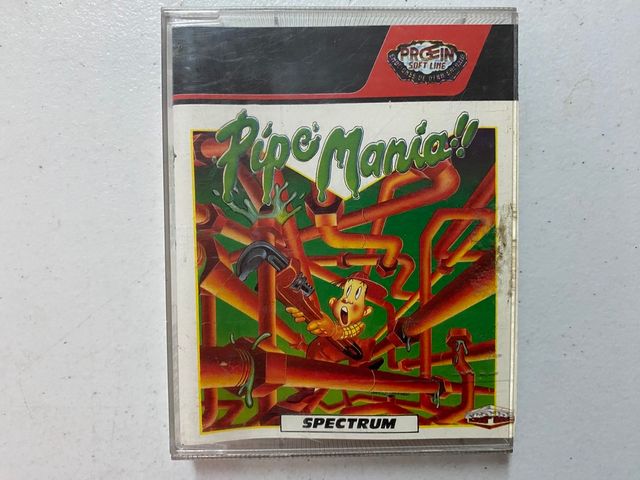 PROEIN
SOFT LINE
Pipe Mania!!
SPECTRUM